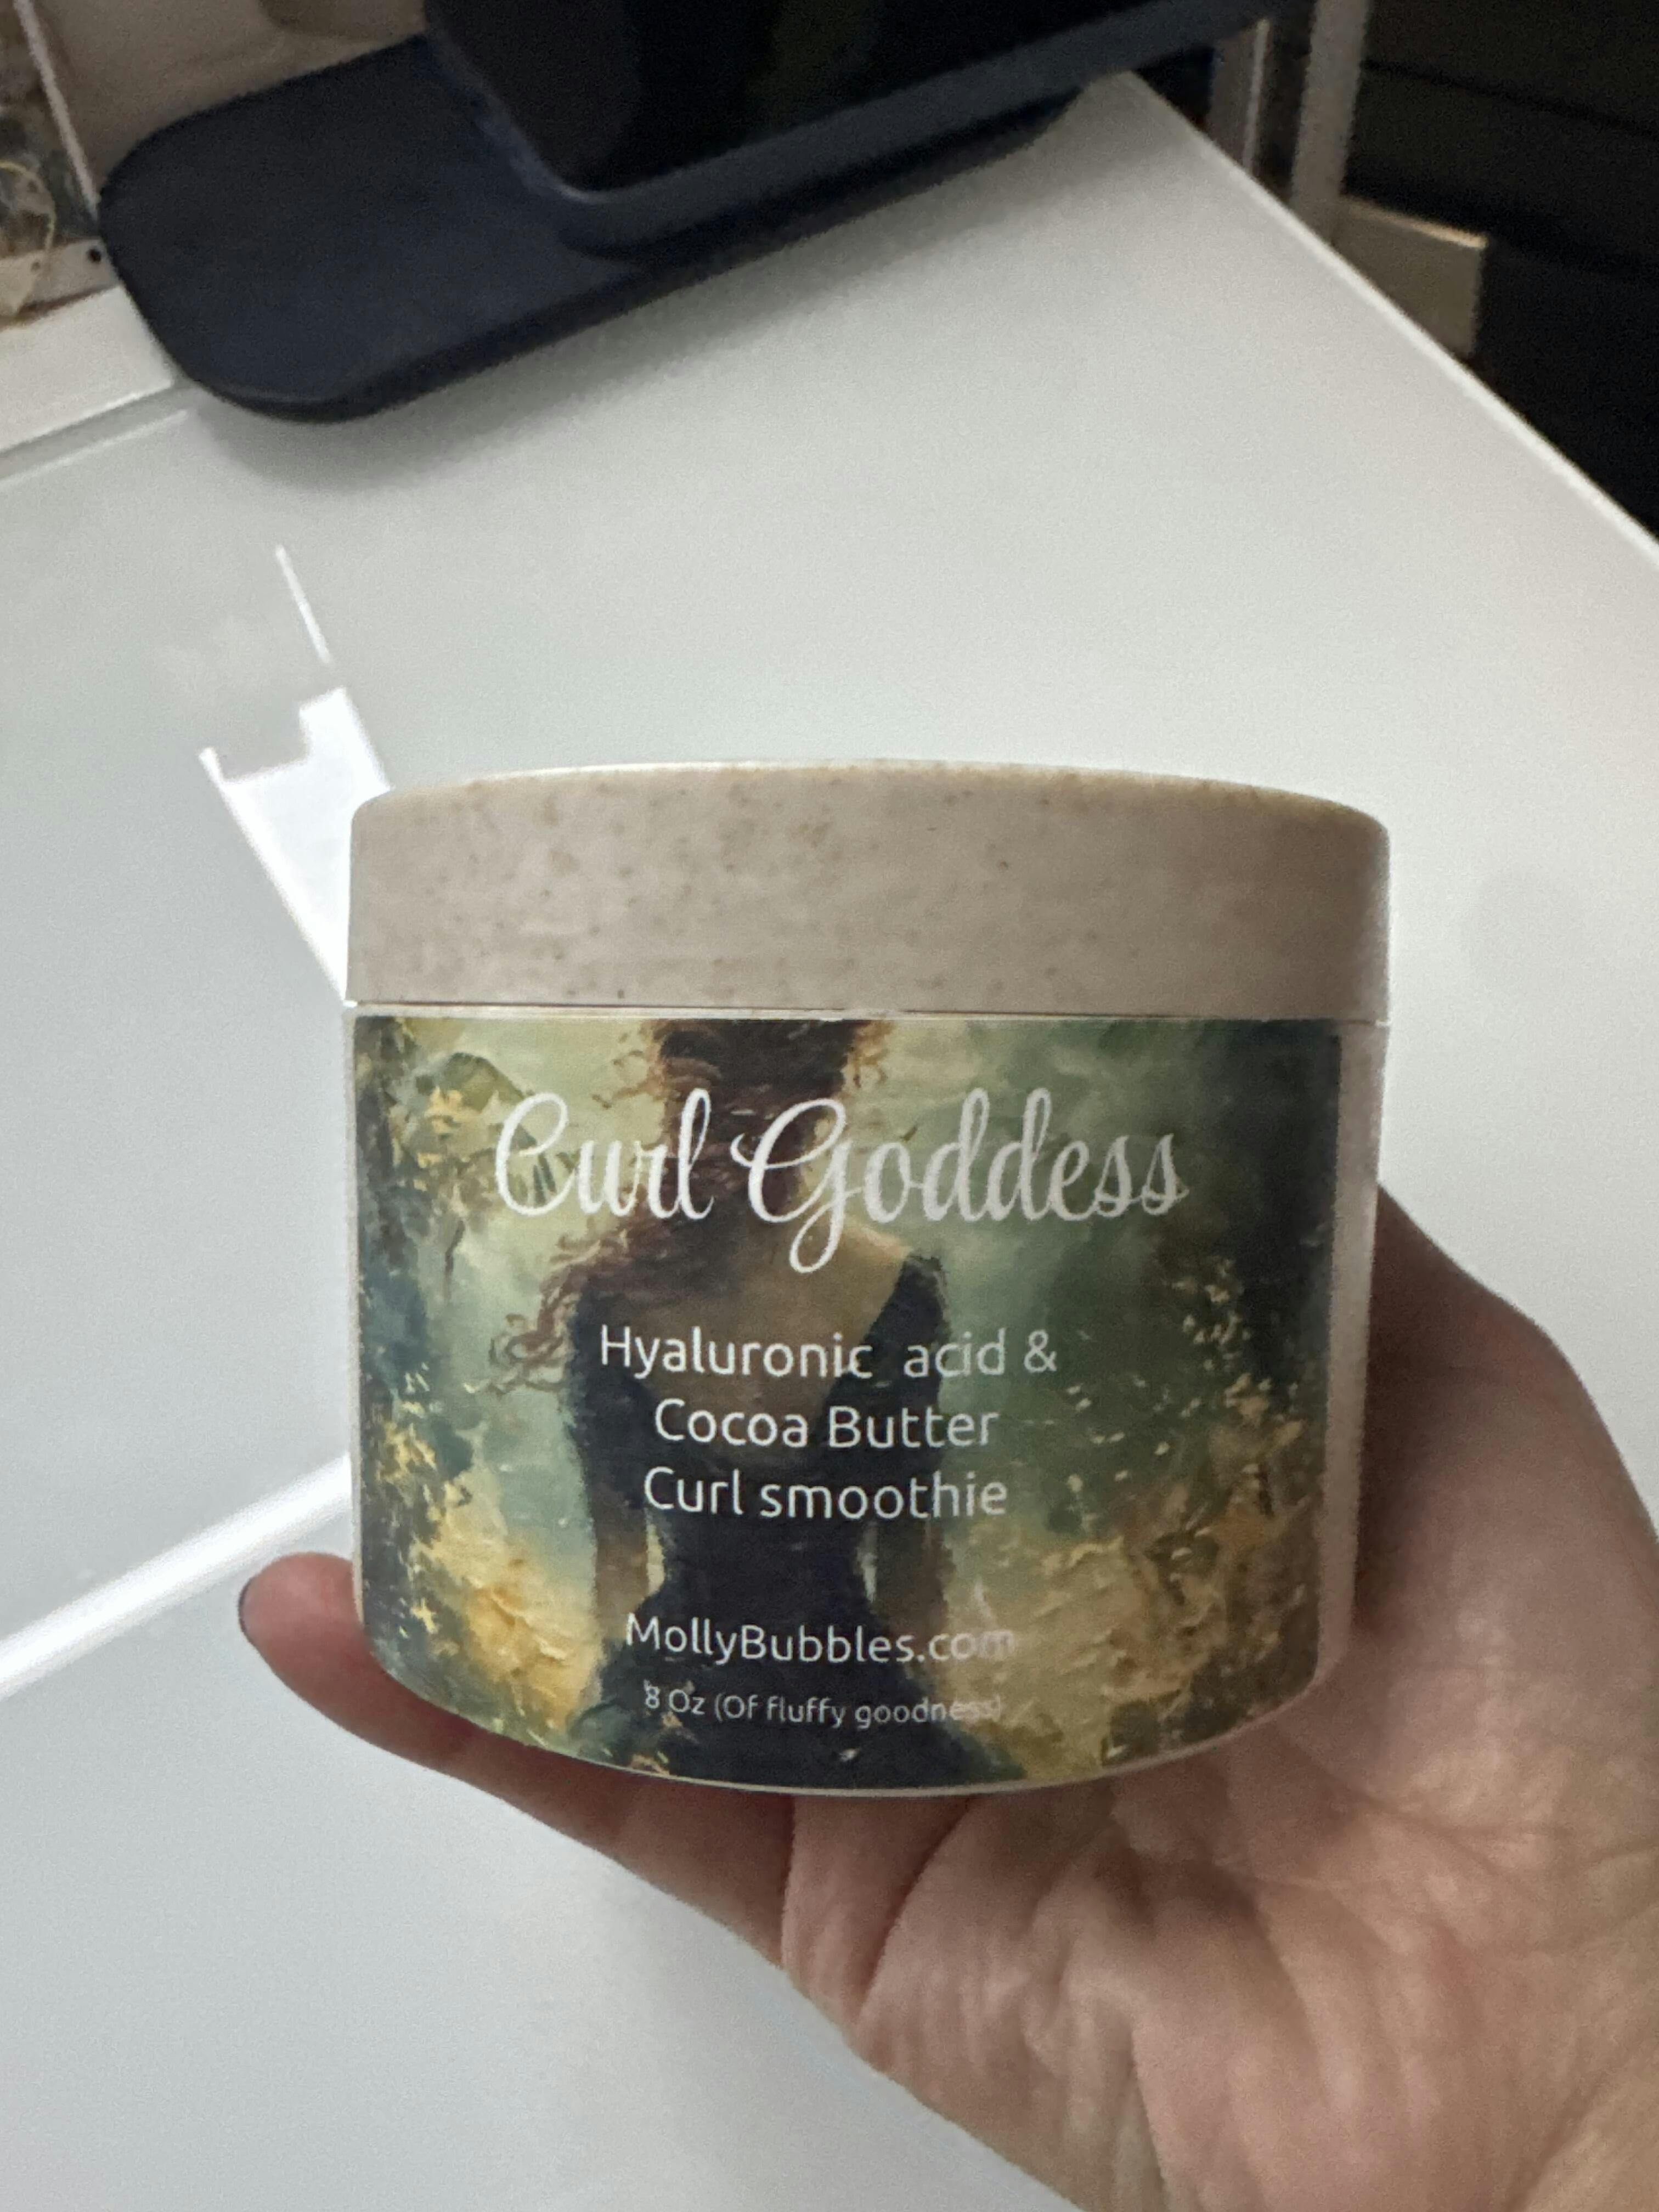 Curl Goddess
Hyaluronic acid &
Cocoa Butter
Curl smoothie
MollyBubbles.com
8 Oz (Of fluffy goodness)